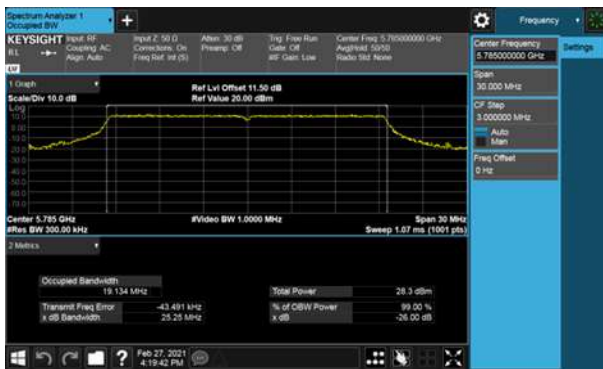 Spectrum Analyzer 1
Occupied BW
+
Frequency
KEYSIGHT
RL
Input: RF
Coupling: AC
Align: Auto
Input Z: 50 Ω
Corrections: On
Freq Ref: Int (S)
Atten: 30 dB
Preamp: Off
Trig: Free Run
Gate: Off
#IF Gain: Low
Center Freq: 5.785000000 GHz
Avg|Hold: 50/50
Radio Std: None
Center Frequency
5.785000000 GHz
Settings
Span
30.000 MHz
CF Step
3.000000 MHz
Auto
Man
Freq Offset
0 Hz
1 Graph
Scale/Div 10.0 dB
Ref Lvl Offset 11.50 dB
Ref Value 20.00 dBm
Log
10.0
0.00
-10.0
-20.0
-30.0
-40.0
-50.0
-60.0
-70.0
Center 5.785 GHz
#Video BW 1.0000 MHz
Span 30 MHz
#Res BW 300.00 kHz
Sweep 1.07 ms (1001 pts)
2 Metrics
Occupied Bandwidth
19.134 MHz
Total Power
28.3 dBm
Transmit Freq Error
-43.491 kHz
% of OBW Power
99.00 %
x dB Bandwidth
25.25 MHz
x dB
-26.00 dB
?
Feb 27, 2021
4:19:42 PM